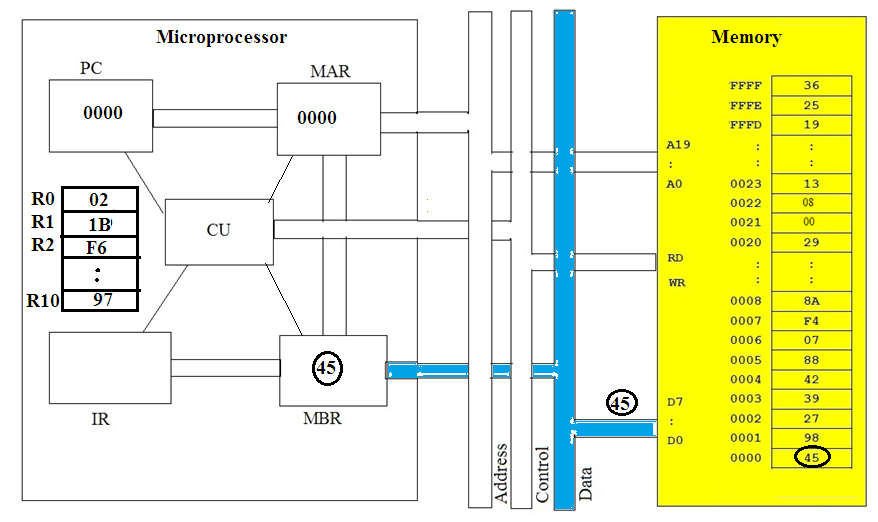 Microprocessor
PC
0000
MAR
0000
R0 02
R1 1B
R2 F6
:
R10 97
CU
IR
45
MBR
Address
Control
Data
45
Memory
FFFF 36
FFFE 25
FFFD 19
A19 : :
: : :
A0 0023 13
0022 08
0021 00
0020 29
RD : :
WR : :
0008 8A
0007 F4
0006 07
0005 88
0004 42
D7 0003 39
: 0002 27
D0 0001 98
0000 45